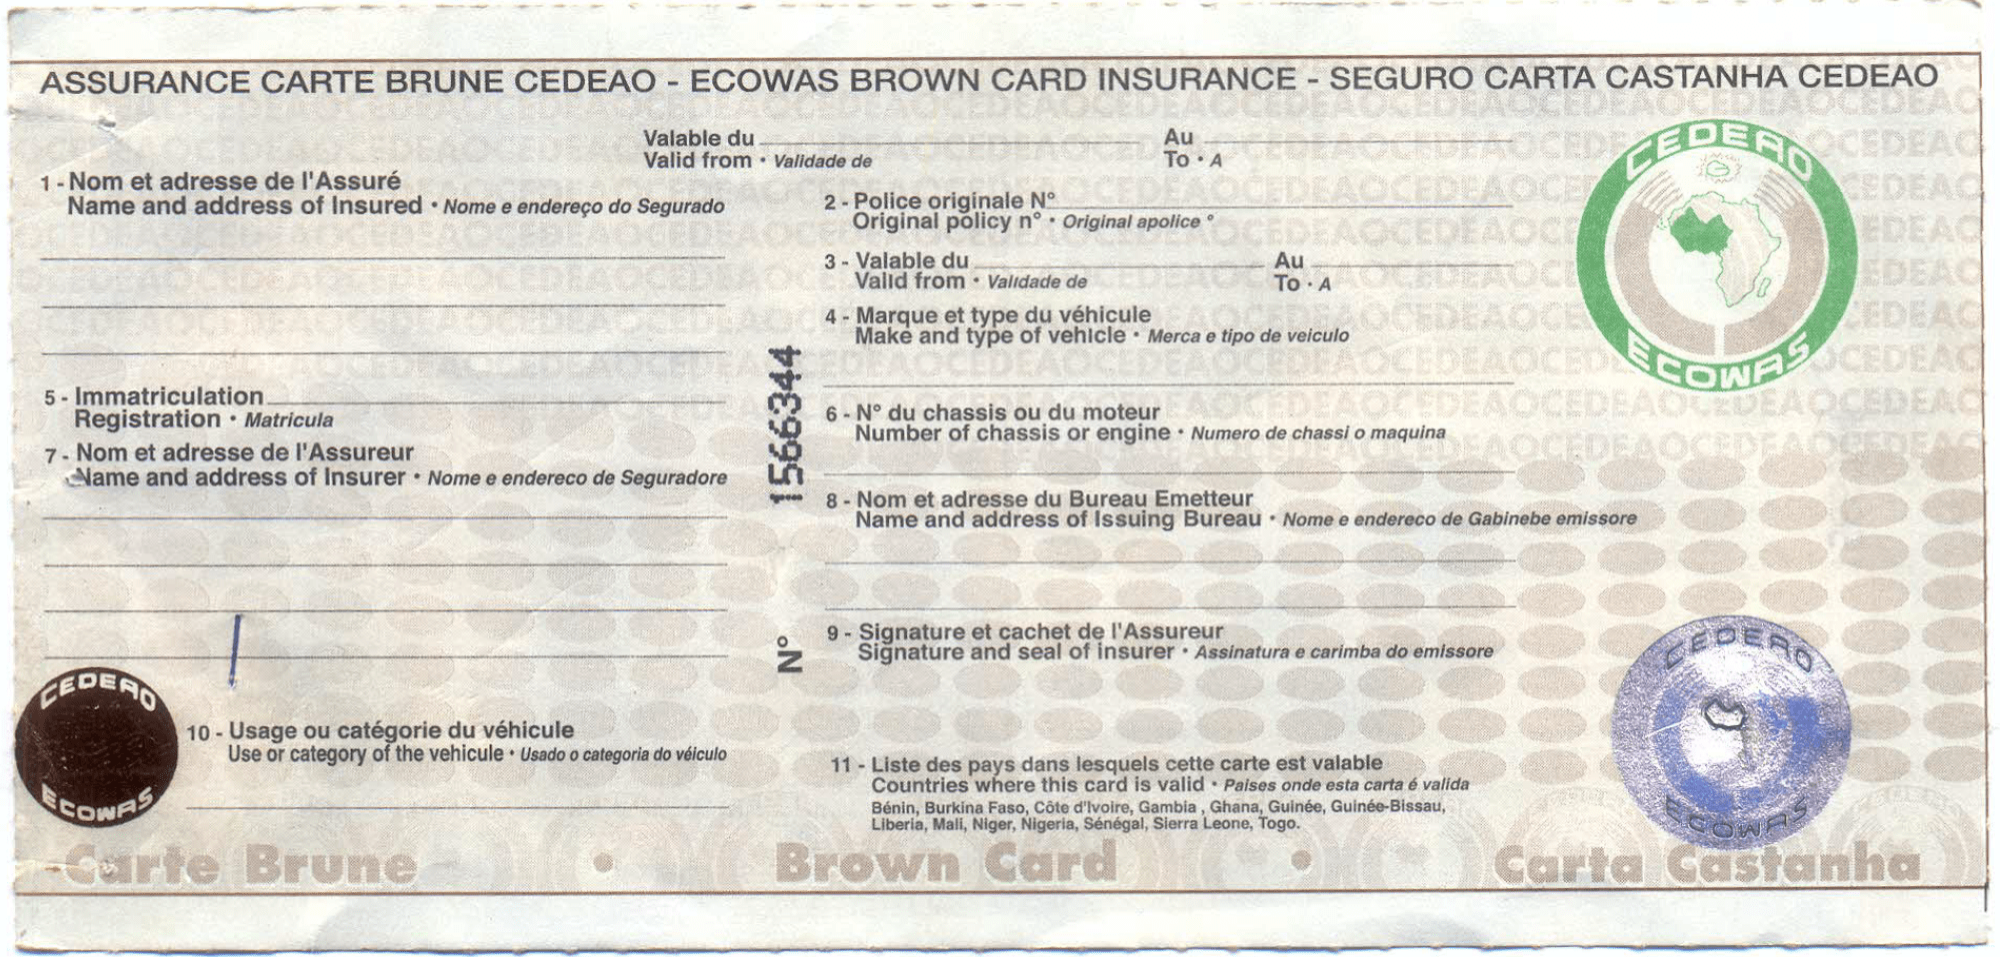 ASSURANCE CARTE BRUNE CEDEAO - ECOWAS BROWN CARD INSURANCE - SEGURO CARTA CASTANHA CEDEAO
Valable du Au
Valid from • Validade de To • A
1 - Nom et adresse de l'Assuré
Name and address of Insured • Nome e endereço do Segurado
2 - Police originale N°
Original policy n° • Original apolice °
3 - Valable du Au
Valid from • Validade de To • A
4 - Marque et type du véhicule
Make and type of vehicle • Merca e tipo de veiculo
5 - Immatriculation
Registration • Matricula
6 - N° du chassis ou du moteur
Number of chassis or engine • Numero de chassi o maquina
7 - Nom et adresse de l'Assureur
Name and address of Insurer • Nome e endereco de Seguradore
8 - Nom et adresse du Bureau Emetteur
Name and address of Issuing Bureau • Nome e endereco de Gabinebe emissore
9 - Signature et cachet de l'Assureur
Signature and seal of insurer • Assinatura e carimba do emissore
10 - Usage ou catégorie du véhicule
Use or category of the vehicule • Usado o categoria do véiculo
11 - Liste des pays dans lesquels cette carte est valable
Countries where this card is valid • Paises onde esta carta é valida
Bénin, Burkina Faso, Côte d'Ivoire, Gambia , Ghana, Guinée, Guinée-Bissau,
Liberia, Mali, Niger, Nigeria, Sénégal, Sierra Leone, Togo.
N° 1566344
CEDEAO
ECOWAS
CEDEAO
ECOWAS
CEDEAO
ECOWAS
Carte Brune • Brown Card • Carta Castanha